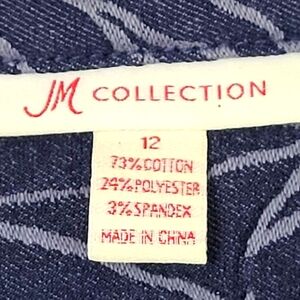 JM COLLECTION
12
73% COTTON
24% POLYESTER
3% SPANDEX
MADE IN CHINA